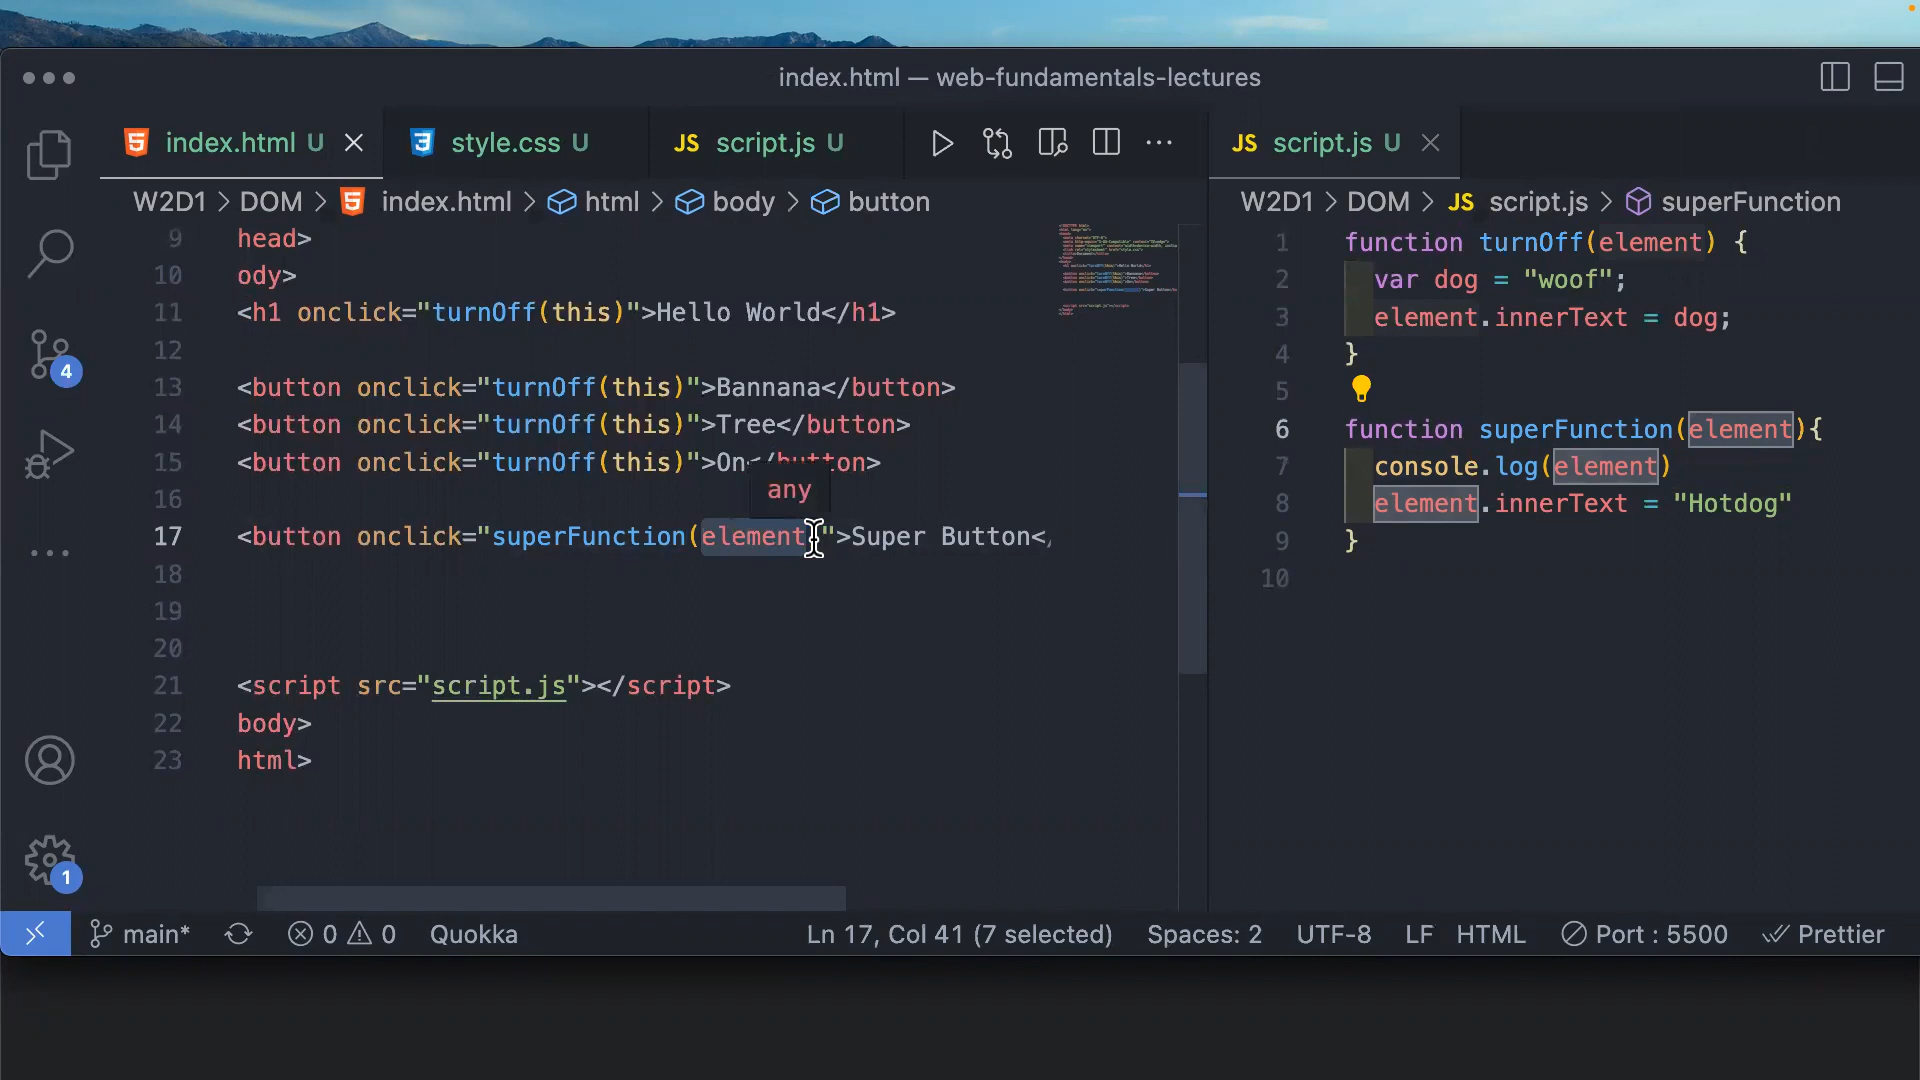 index.html — web-fundamentals-lectures
index.html U
style.css U
JS script.js U
JS script.js U
W2D1 > DOM > index.html > html > body > button
W2D1 > DOM > JS script.js > superFunction
9 head>
10 ody>
11 <h1 onclick="turnOff(this)">Hello World</h1>
12
13 <button onclick="turnOff(this)">Bannana</button>
14 <button onclick="turnOff(this)">Tree</button>
15 <button onclick="turnOff(this)">On</button>
any
16
17 <button onclick="superFunction(element)">Super Button<
18
19
20
21 <script src="script.js"></script>
22 body>
23 html>
1 function turnOff(element) {
2 var dog = "woof";
3 element.innerText = dog;
4 }
5
6 function superFunction(element){
7 console.log(element)
8 element.innerText = "Hotdog"
9 }
10
4
1
main* 0 0 Quokka Ln 17, Col 41 (7 selected) Spaces: 2 UTF-8 LF HTML Port : 5500 Prettier